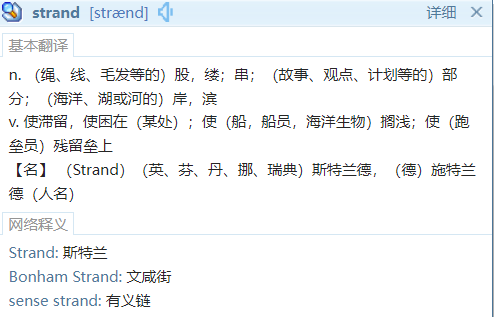 strand [strænd] 详细 ×
基本翻译
n. （绳、线、毛发等的）股，缕；串；（故事、观点、计划等的）部
分；（海洋、湖或河的）岸，滨
v. 使滞留，使困在（某处）；使（船，船员，海洋生物）搁浅；使（跑
垒员）残留垒上
【名】 （Strand）（英、芬、丹、挪、瑞典）斯特兰德，（德）施特兰
德（人名）
网络释义
Strand: 斯特兰
Bonham Strand: 文咸街
sense strand: 有义链